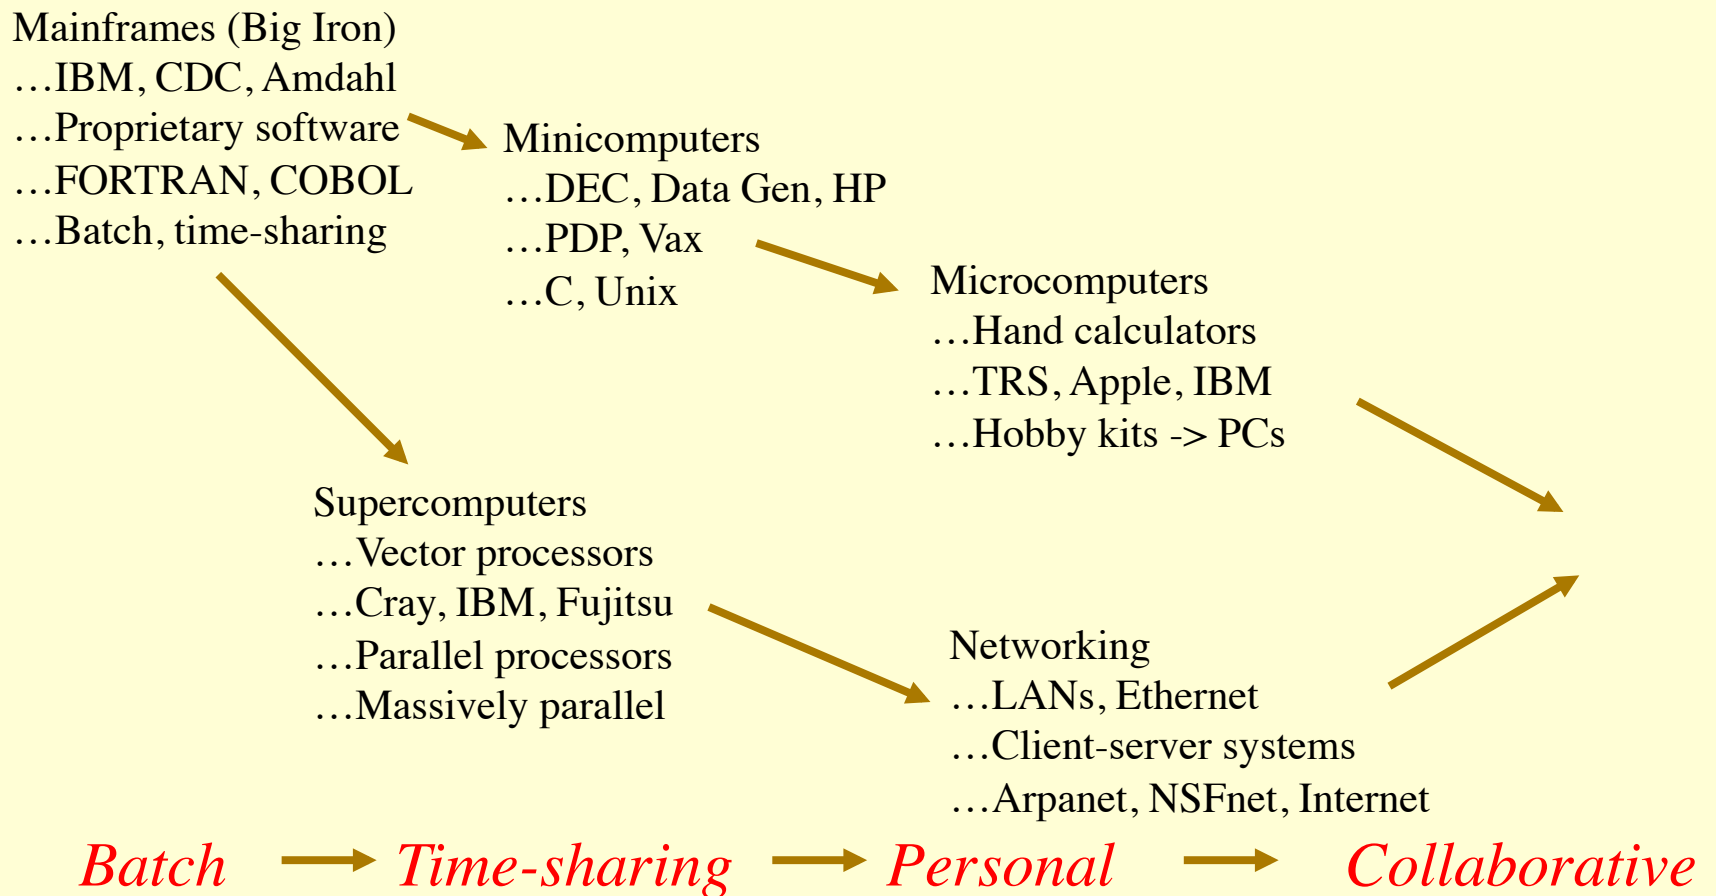 Mainframes (Big Iron)
…IBM, CDC, Amdahl
…Proprietary software
…FORTRAN, COBOL
…Batch, time-sharing
Minicomputers
…DEC, Data Gen, HP
…PDP, Vax
…C, Unix
Microcomputers
…Hand calculators
…TRS, Apple, IBM
…Hobby kits -> PCs
Supercomputers
…Vector processors
…Cray, IBM, Fujitsu
…Parallel processors
…Massively parallel
Networking
…LANs, Ethernet
…Client-server systems
…Arpanet, NSFnet, Internet
Batch Time-sharing Personal Collaborative